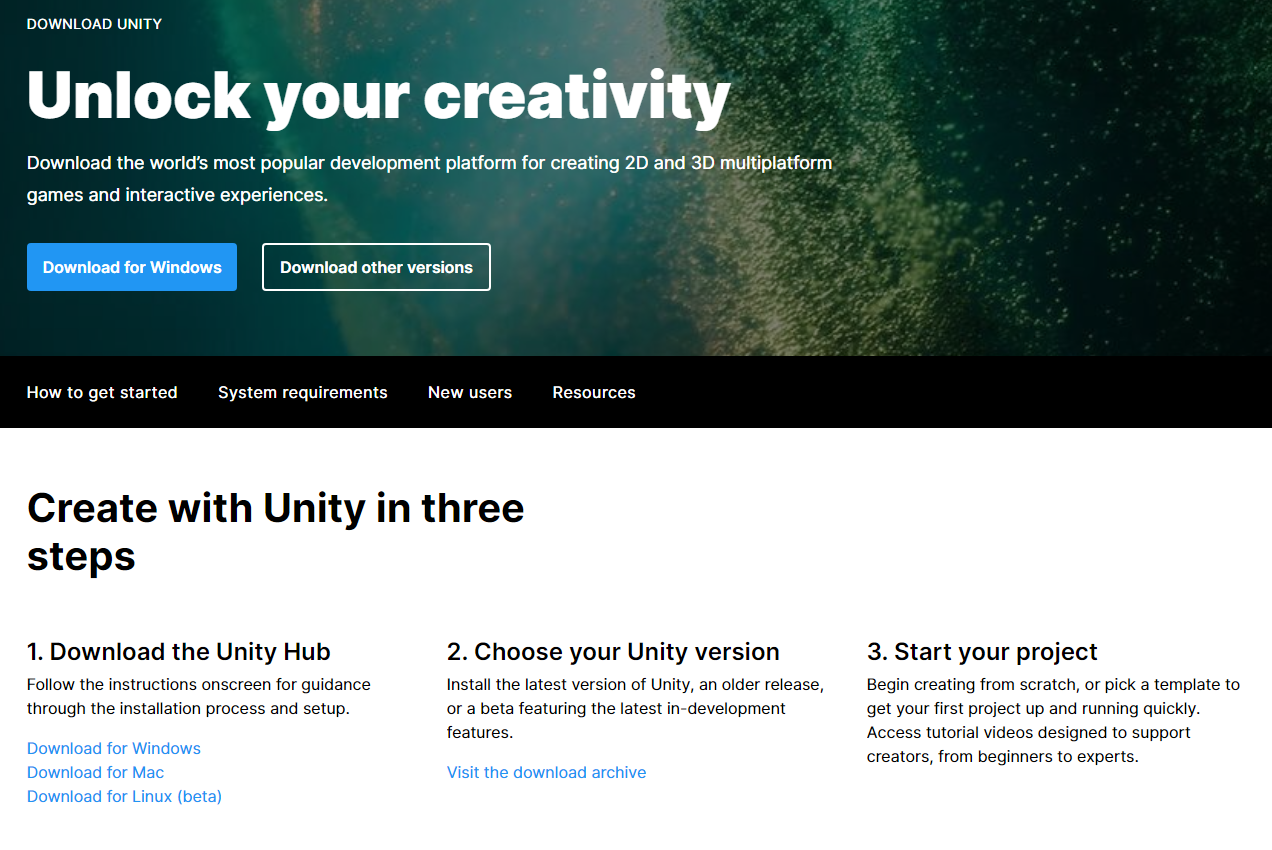 DOWNLOAD UNITY
Unlock your creativity
Download the world’s most popular development platform for creating 2D and 3D multiplatform
games and interactive experiences.
Download for Windows
Download other versions
How to get started
System requirements
New users
Resources
Create with Unity in three
steps
1. Download the Unity Hub
Follow the instructions onscreen for guidance
through the installation process and setup.
Download for Windows
Download for Mac
Download for Linux (beta)
2. Choose your Unity version
Install the latest version of Unity, an older release,
or a beta featuring the latest in-development
features.
Visit the download archive
3. Start your project
Begin creating from scratch, or pick a template to
get your first project up and running quickly.
Access tutorial videos designed to support
creators, from beginners to experts.